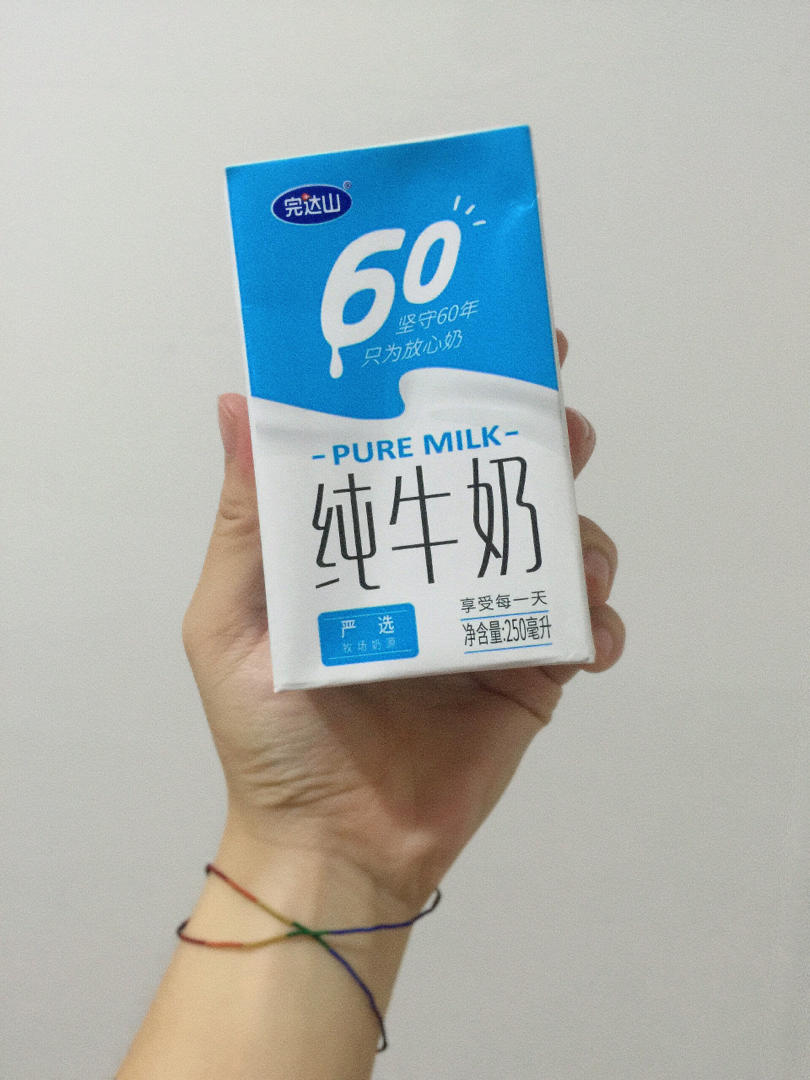 完达山®
60
坚守60年
只为放心奶
-PURE MILK-
纯牛奶
享受每一天
净含量:250毫升
严选
牧场奶源